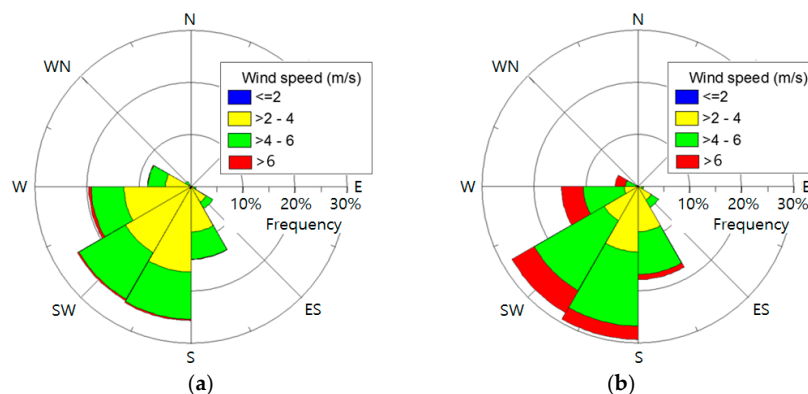 N
WN
Wind speed (m/s)
<=2
>2 - 4
>4 - 6
>6
W
E
10% 20% 30%
Frequency
SW
ES
S
(a)
N
WN
Wind speed (m/s)
<=2
>2 - 4
>4 - 6
>6
W
E
10% 20% 30%
Frequency
SW
ES
S
(b)